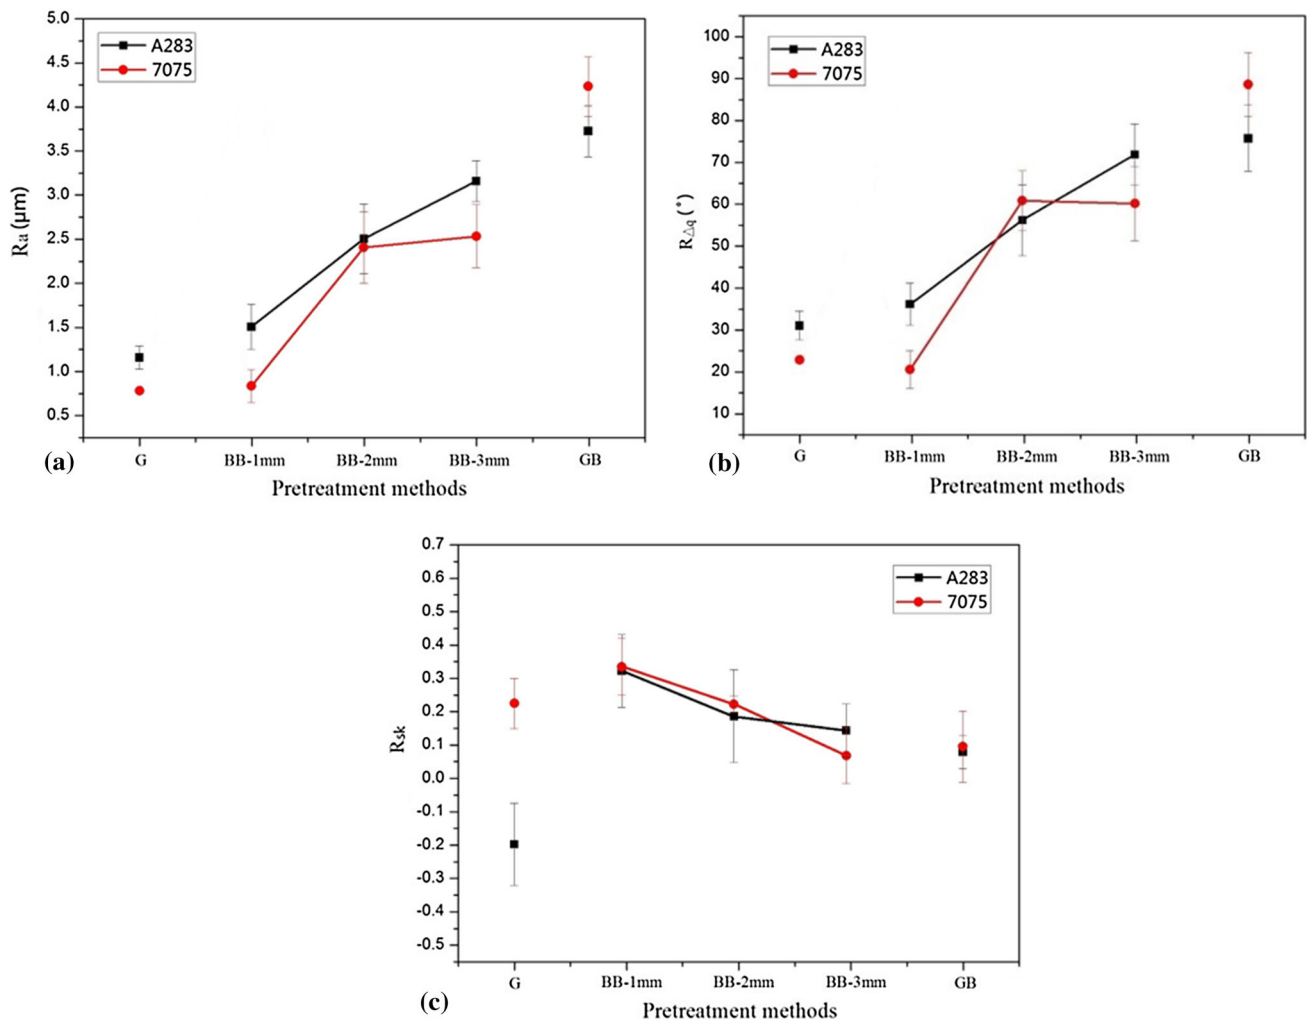 5.0
4.5
4.0
3.5
3.0
2.5
2.0
1.5
1.0
0.5
Ra (μm)
A283
7075
G BB-1mm BB-2mm BB-3mm GB
(a)
Pretreatment methods
100
90
80
70
60
50
40
30
20
10
R△q (°)
A283
7075
G BB-1mm BB-2mm BB-3mm GB
(b)
Pretreatment methods
0.7
0.6
0.5
0.4
0.3
0.2
0.1
0.0
-0.1
-0.2
-0.3
-0.4
-0.5
Rsk
A283
7075
G BB-1mm BB-2mm BB-3mm GB
(c)
Pretreatment methods